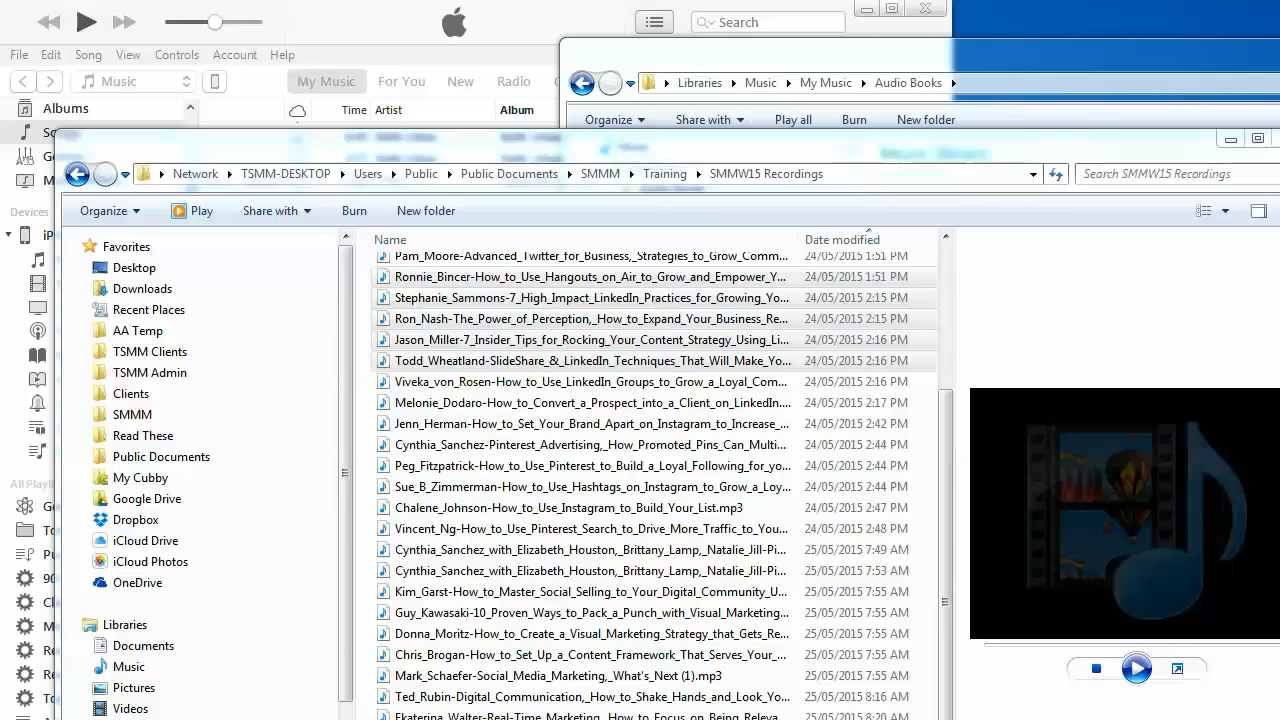 Search
File Edit Song View Controls Account Help
Music My Music For You New Radio
Libraries Music My Music Audio Books
Albums Time Artist Album
Organize Share with Play all Burn New folder
Network TSMM-DESKTOP Users Public Public Documents SMMM Training SMMW15 Recordings Search SMMW15 Recordings
Devices
Organize Play Share with Burn New folder
Name Date modified
Favorites
Desktop
Downloads
Recent Places
AA Temp
TSMM Clients
TSMM Admin
Clients
SMMM
Read These
Public Documents
My Cubby
Google Drive
Dropbox
iCloud Drive
iCloud Photos
OneDrive
Libraries
Documents
Music
Pictures
Videos
Pam_Moore-Advanced_Twitter_for_Business,_Strategies_to_Grow_Comm... 24/05/2015 1:51 PM
Ronnie_Bincer-How_to_Use_Hangouts_on_Air_to_Grow_and_Empower_Y... 24/05/2015 1:51 PM
Stephanie_Sammons-7_High_Impact_LinkedIn_Practices_for_Growing_Yo... 24/05/2015 2:15 PM
Ron_Nash-The_Power_of_Perception,_How_to_Expand_Your_Business_Re... 24/05/2015 2:15 PM
Jason_Miller-7_Insider_Tips_for_Rocking_Your_Content_Strategy_Using_Li... 24/05/2015 2:16 PM
Todd_Wheatland-SlideShare_&_LinkedIn_Techniques_That_Will_Make_Yo... 24/05/2015 2:16 PM
Viveka_von_Rosen-How_to_Use_LinkedIn_Groups_to_Grow_a_Loyal_Com... 24/05/2015 2:16 PM
Melonie_Dodaro-How_to_Convert_a_Prospect_into_a_Client_on_LinkedIn.... 24/05/2015 2:17 PM
Jenn_Herman-How_to_Set_Your_Brand_Apart_on_Instagram_to_Increase_... 24/05/2015 2:42 PM
Cynthia_Sanchez-Pinterest_Advertising,_How_Promoted_Pins_Can_Multi... 24/05/2015 2:44 PM
Peg_Fitzpatrick-How_to_Use_Pinterest_to_Build_a_Loyal_Following_for_yo... 24/05/2015 2:44 PM
Sue_B_Zimmerman-How_to_Use_Hashtags_on_Instagram_to_Grow_a_Loy... 24/05/2015 2:44 PM
Chalene_Johnson-How_to_Use_Instagram_to_Build_Your_List.mp3 24/05/2015 2:47 PM
Vincent_Ng-How_to_Use_Pinterest_Search_to_Drive_More_Traffic_to_You... 24/05/2015 2:48 PM
Cynthia_Sanchez_with_Elizabeth_Houston,_Brittany_Lamp,_Natalie_Jill-Pi... 25/05/2015 7:49 AM
Cynthia_Sanchez_with_Elizabeth_Houston,_Brittany_Lamp,_Natalie_Jill-Pi... 25/05/2015 7:53 AM
Kim_Garst-How_to_Master_Social_Selling_to_Your_Digital_Community_U... 25/05/2015 7:55 AM
Guy_Kawasaki-10_Proven_Ways_to_Pack_a_Punch_with_Visual_Marketing... 25/05/2015 7:55 AM
Donna_Moritz-How_to_Create_a_Visual_Marketing_Strategy_that_Gets_Re... 25/05/2015 7:55 AM
Chris_Brogan-How_to_Set_Up_a_Content_Framework_That_Serves_Your_... 25/05/2015 7:55 AM
Mark_Schaefer-Social_Media_Marketing,_What's_Next (1).mp3 25/05/2015 7:55 AM
Ted_Rubin-Digital_Communication,_How_to_Shake_Hands_and_Look_Yo... 25/05/2015 8:16 AM
Ekaterina_Walter-Real-Time_Marketing,_How_to_Focus_on_Being_Releva... 25/05/2015 8:20 AM